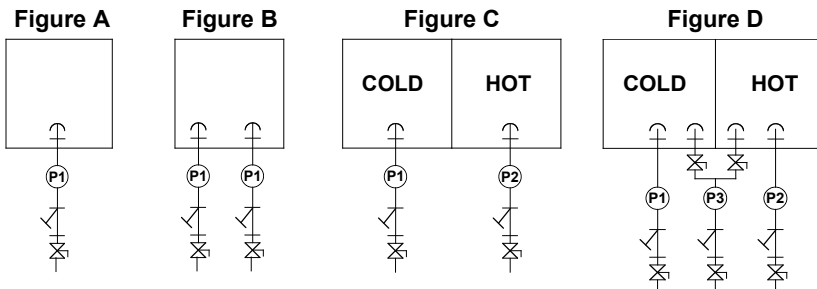 Figure A
Figure B
Figure C
Figure D
COLD
HOT
COLD
HOT
P1
P1
P1
P1
P2
P1
P3
P2